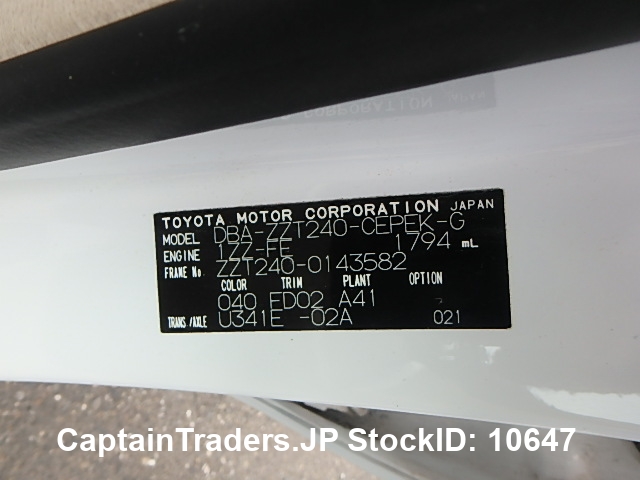 TOYOTA MOTOR CORPORATION JAPAN
MODEL DBA-ZZT240-CEPEK-G
ENGINE 1ZZ-FE 1794 mL
FRAME No. ZZT240-0143582
COLOR TRIM PLANT OPTION
040 ED02 A41
TRANS/AXLE U341E -02A 021
CaptainTraders.JP StockID: 10647